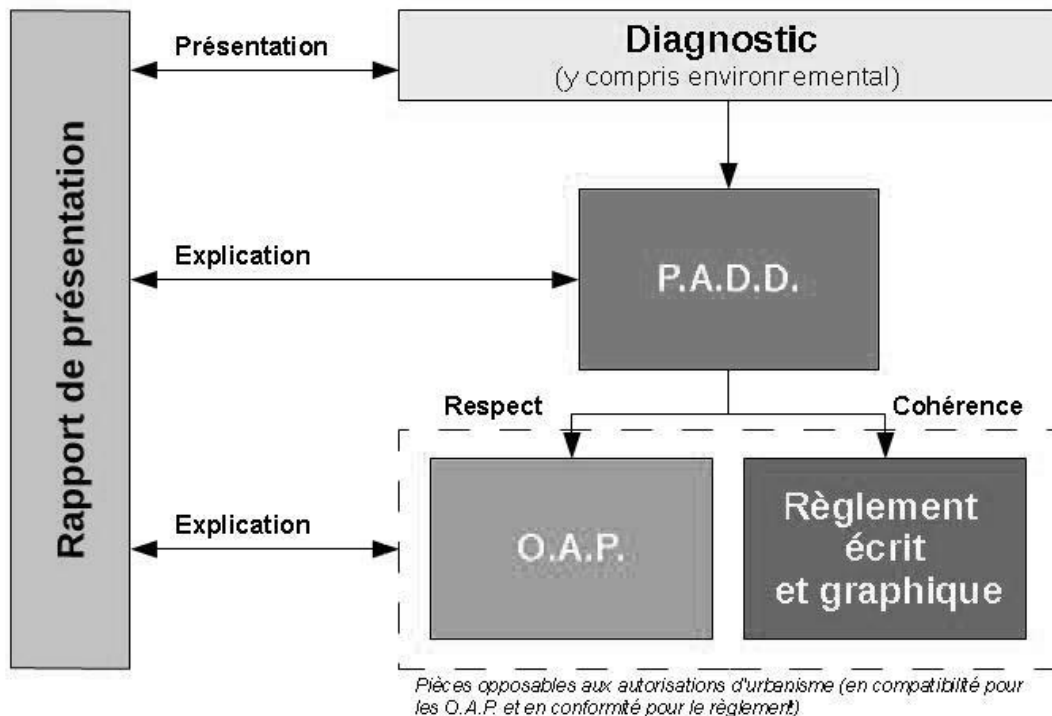 Rapport de présentation
Présentation
Diagnostic
(y compris environremental)
Explication
P.A.D.D.
Respect
Cohérence
Explication
O.A.P.
Règlement
écrit
et graphique
Pièces opposables aux autorisations d'urbanisme (en compatibilité pour
les O.A.P. et en conformité pour le règlement)